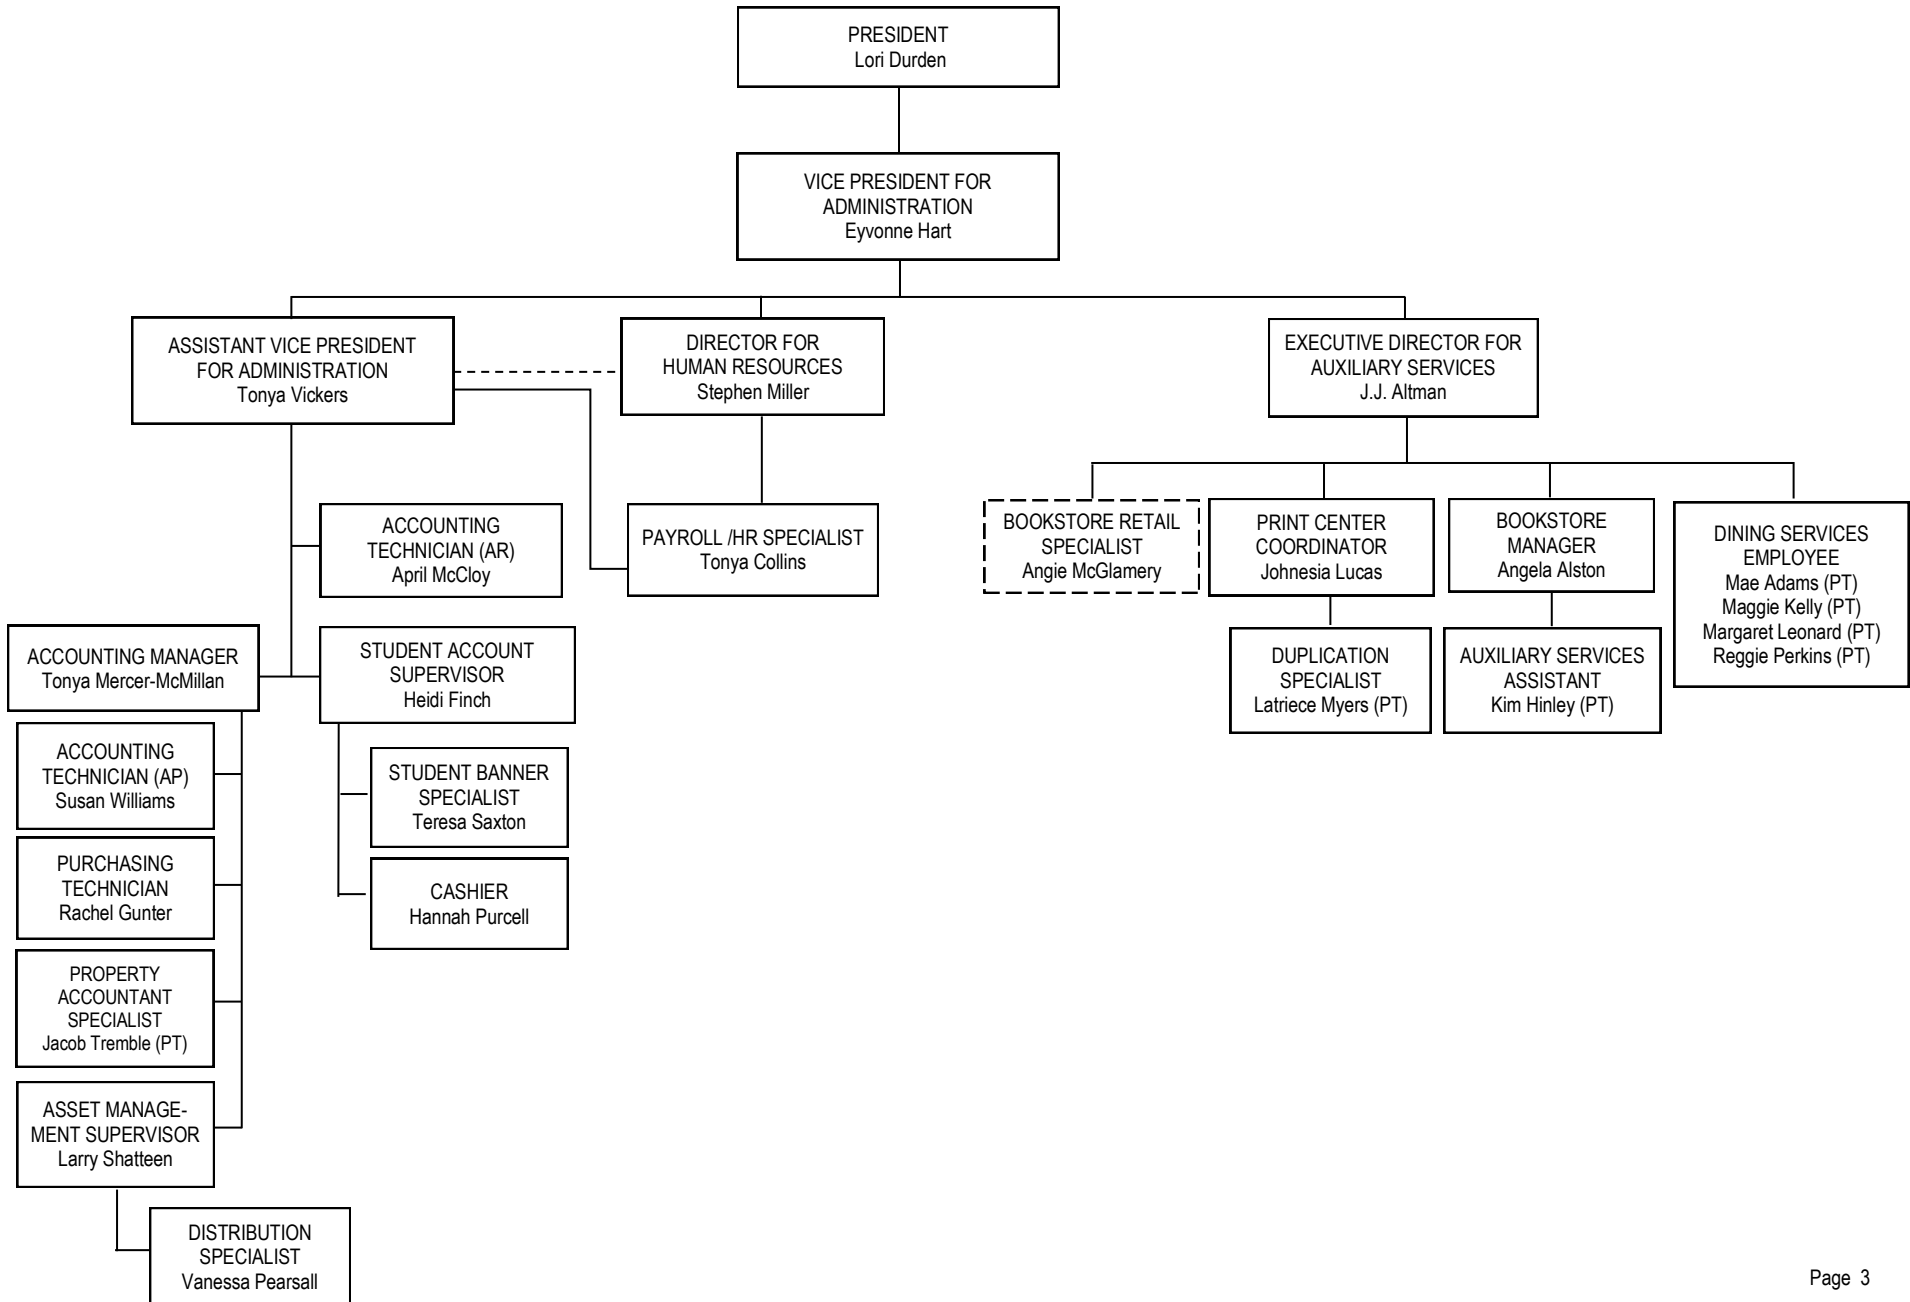 PRESIDENT
Lori Durden
VICE PRESIDENT FOR
ADMINISTRATION
Eyvonne Hart
ASSISTANT VICE PRESIDENT
FOR ADMINISTRATION
Tonya Vickers
DIRECTOR FOR
HUMAN RESOURCES
Stephen Miller
EXECUTIVE DIRECTOR FOR
AUXILIARY SERVICES
J.J. Altman
ACCOUNTING
TECHNICIAN (AR)
April McCloy
PAYROLL /HR SPECIALIST
Tonya Collins
BOOKSTORE RETAIL
SPECIALIST
Angie McGlamery
PRINT CENTER
COORDINATOR
Johnesia Lucas
BOOKSTORE
MANAGER
Angela Alston
DINING SERVICES
EMPLOYEE
Mae Adams (PT)
Maggie Kelly (PT)
Margaret Leonard (PT)
Reggie Perkins (PT)
ACCOUNTING MANAGER
Tonya Mercer-McMillan
STUDENT ACCOUNT
SUPERVISOR
Heidi Finch
DUPLICATION
SPECIALIST
Latriece Myers (PT)
AUXILIARY SERVICES
ASSISTANT
Kim Hinley (PT)
ACCOUNTING
TECHNICIAN (AP)
Susan Williams
STUDENT BANNER
SPECIALIST
Teresa Saxton
PURCHASING
TECHNICIAN
Rachel Gunter
CASHIER
Hannah Purcell
PROPERTY
ACCOUNTANT
SPECIALIST
Jacob Tremble (PT)
ASSET MANAGE-
MENT SUPERVISOR
Larry Shatteen
DISTRIBUTION
SPECIALIST
Vanessa Pearsall
Page 3